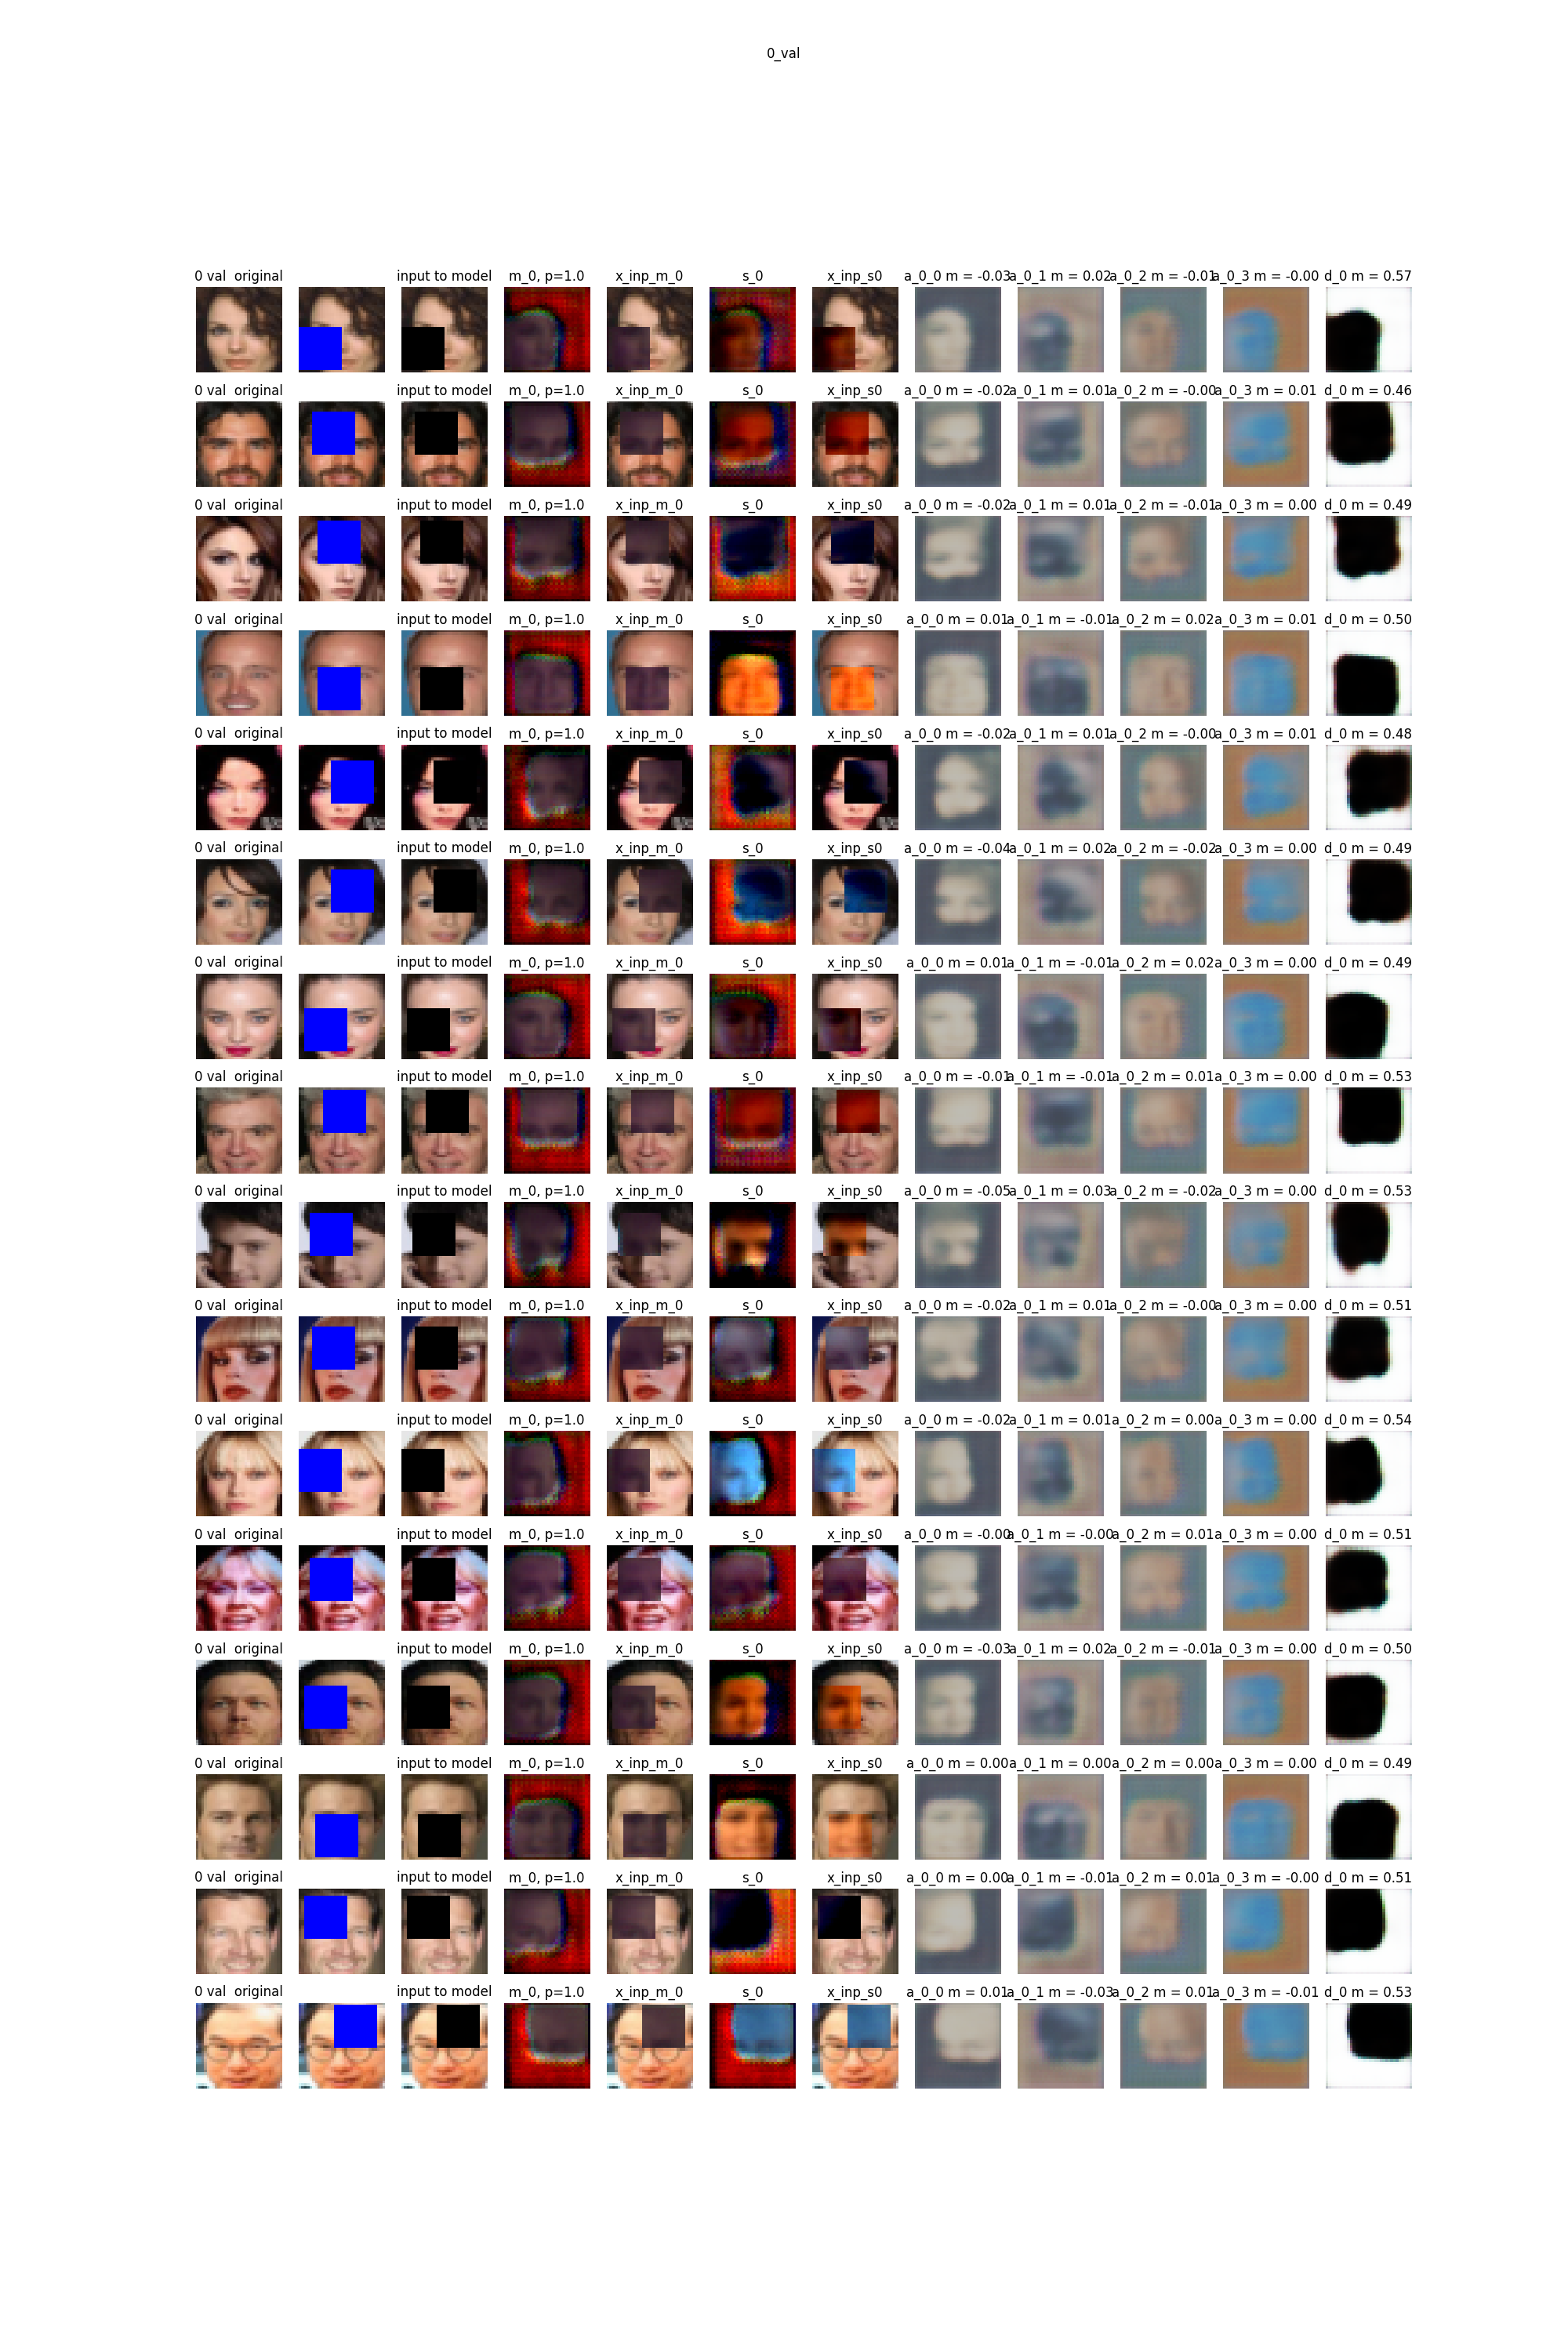 0_val
0 val original input to model m_0, p=1.0 x_inp_m_0 s_0 x_inp_s0 a_0_0 m = -0.03 a_0_1 m = 0.02 a_0_2 m = -0.01 a_0_3 m = -0.00 d_0 m = 0.57
0 val original input to model m_0, p=1.0 x_inp_m_0 s_0 x_inp_s0 a_0_0 m = -0.02 a_0_1 m = 0.01 a_0_2 m = -0.00 a_0_3 m = 0.01 d_0 m = 0.46
0 val original input to model m_0, p=1.0 x_inp_m_0 s_0 x_inp_s0 a_0_0 m = -0.02 a_0_1 m = 0.01 a_0_2 m = -0.01 a_0_3 m = 0.00 d_0 m = 0.49
0 val original input to model m_0, p=1.0 x_inp_m_0 s_0 x_inp_s0 a_0_0 m = 0.01 a_0_1 m = -0.01 a_0_2 m = 0.02 a_0_3 m = 0.01 d_0 m = 0.50
0 val original input to model m_0, p=1.0 x_inp_m_0 s_0 x_inp_s0 a_0_0 m = -0.02 a_0_1 m = 0.01 a_0_2 m = -0.00 a_0_3 m = 0.01 d_0 m = 0.48
0 val original input to model m_0, p=1.0 x_inp_m_0 s_0 x_inp_s0 a_0_0 m = -0.04 a_0_1 m = 0.02 a_0_2 m = -0.02 a_0_3 m = 0.00 d_0 m = 0.49
0 val original input to model m_0, p=1.0 x_inp_m_0 s_0 x_inp_s0 a_0_0 m = 0.01 a_0_1 m = -0.01 a_0_2 m = 0.02 a_0_3 m = 0.00 d_0 m = 0.49
0 val original input to model m_0, p=1.0 x_inp_m_0 s_0 x_inp_s0 a_0_0 m = -0.01 a_0_1 m = -0.01 a_0_2 m = 0.01 a_0_3 m = 0.00 d_0 m = 0.53
0 val original input to model m_0, p=1.0 x_inp_m_0 s_0 x_inp_s0 a_0_0 m = -0.05 a_0_1 m = 0.03 a_0_2 m = -0.02 a_0_3 m = 0.00 d_0 m = 0.53
0 val original input to model m_0, p=1.0 x_inp_m_0 s_0 x_inp_s0 a_0_0 m = -0.02 a_0_1 m = 0.01 a_0_2 m = -0.00 a_0_3 m = 0.00 d_0 m = 0.51
0 val original input to model m_0, p=1.0 x_inp_m_0 s_0 x_inp_s0 a_0_0 m = -0.02 a_0_1 m = 0.01 a_0_2 m = 0.00 a_0_3 m = 0.00 d_0 m = 0.54
0 val original input to model m_0, p=1.0 x_inp_m_0 s_0 x_inp_s0 a_0_0 m = -0.00 a_0_1 m = -0.00 a_0_2 m = 0.01 a_0_3 m = 0.00 d_0 m = 0.51
0 val original input to model m_0, p=1.0 x_inp_m_0 s_0 x_inp_s0 a_0_0 m = -0.03 a_0_1 m = 0.02 a_0_2 m = -0.01 a_0_3 m = 0.00 d_0 m = 0.50
0 val original input to model m_0, p=1.0 x_inp_m_0 s_0 x_inp_s0 a_0_0 m = 0.00 a_0_1 m = 0.00 a_0_2 m = 0.00 a_0_3 m = 0.00 d_0 m = 0.49
0 val original input to model m_0, p=1.0 x_inp_m_0 s_0 x_inp_s0 a_0_0 m = 0.00 a_0_1 m = -0.01 a_0_2 m = 0.01 a_0_3 m = -0.00 d_0 m = 0.51
0 val original input to model m_0, p=1.0 x_inp_m_0 s_0 x_inp_s0 a_0_0 m = 0.01 a_0_1 m = -0.03 a_0_2 m = 0.01 a_0_3 m = -0.01 d_0 m = 0.53